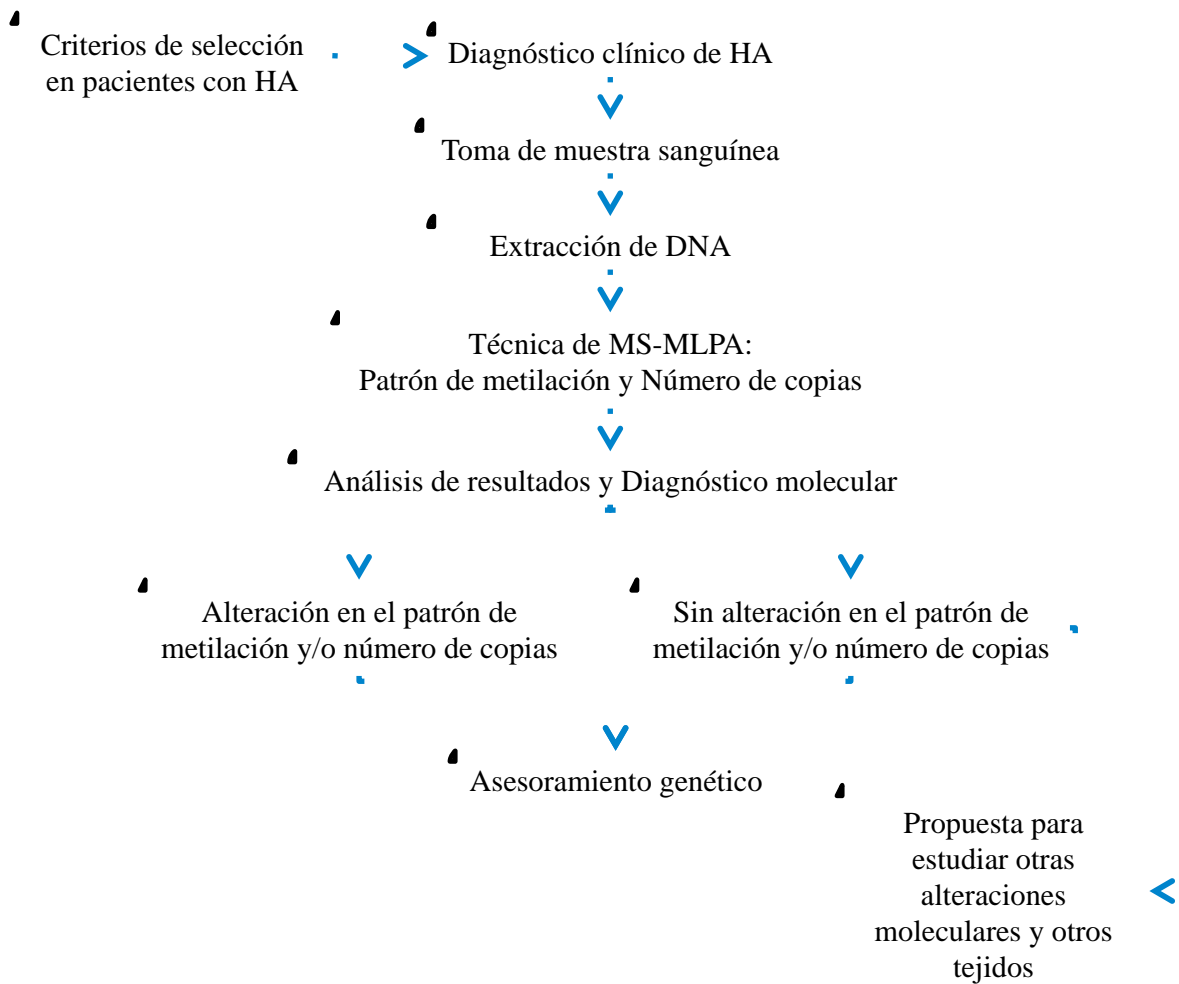 Criterios de selección
en pacientes con HA
Diagnóstico clínico de HA
Toma de muestra sanguínea
Extracción de DNA
Técnica de MS-MLPA:
Patrón de metilación y Número de copias
Análisis de resultados y Diagnóstico molecular
Alteración en el patrón de
metilación y/o número de copias
Sin alteración en el patrón de
metilación y/o número de copias
Asesoramiento genético
Propuesta para
estudiar otras
alteraciones
moleculares y otros
tejidos